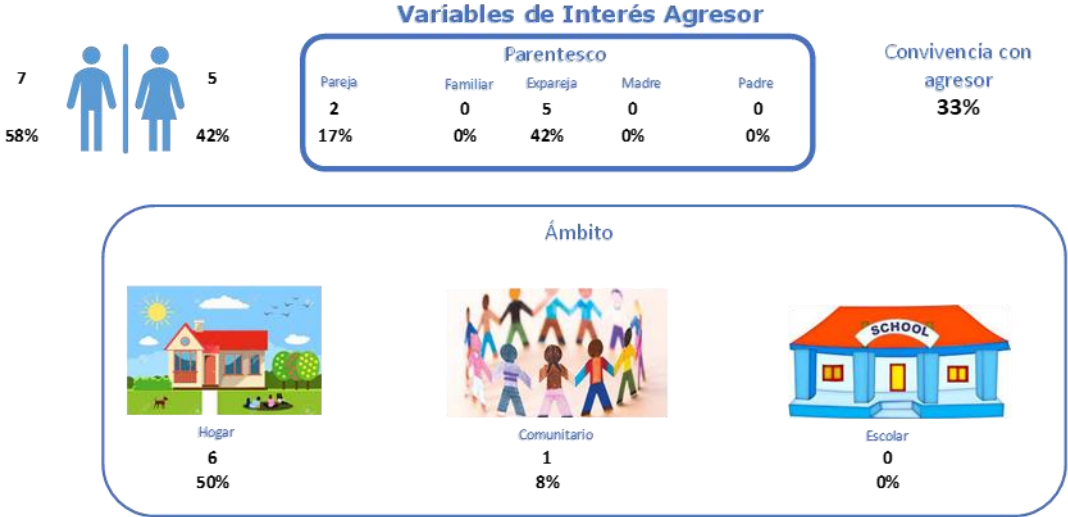 Variables de Interés Agresor
7
5
58%
42%
Parentesco
Pareja Familiar Expareja Madre Padre
2 0 5 0 0
17% 0% 42% 0% 0%
Convivencia con
agresor
33%
Ámbito
SCHOOL
Hogar Comunitario Escolar
6 1 0
50% 8% 0%